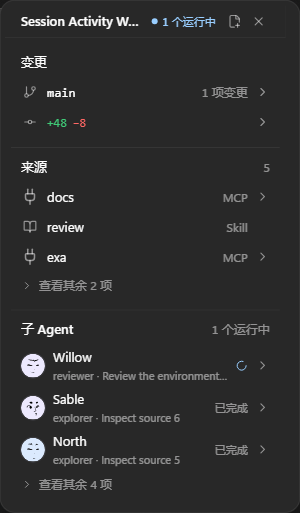 Session Activity W... 1 个运行中
变更
main 1 项变更
+48 −8
来源 5
docs MCP
review Skill
exa MCP
查看其余 2 项
子 Agent 1 个运行中
Willow
reviewer · Review the environment...
Sable
explorer · Inspect source 6 已完成
North
explorer · Inspect source 5 已完成
查看其余 4 项